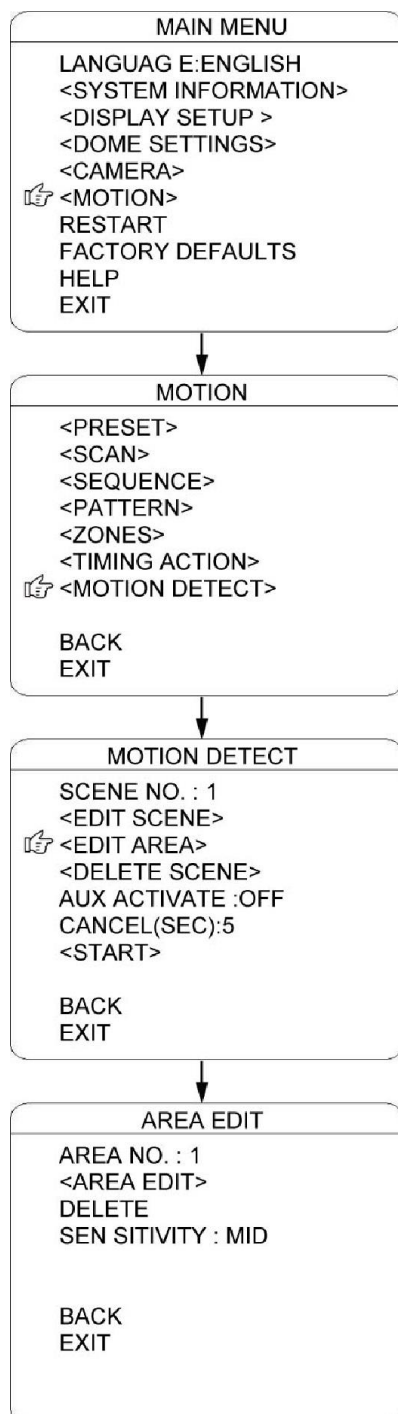 MAIN MENU
LANGUAG E:ENGLISH
<SYSTEM INFORMATION>
<DISPLAY SETUP >
<DOME SETTINGS>
<CAMERA>
<MOTION>
RESTART
FACTORY DEFAULTS
HELP
EXIT
MOTION
<PRESET>
<SCAN>
<SEQUENCE>
<PATTERN>
<ZONES>
<TIMING ACTION>
<MOTION DETECT>
BACK
EXIT
MOTION DETECT
SCENE NO. : 1
<EDIT SCENE>
<EDIT AREA>
<DELETE SCENE>
AUX ACTIVATE :OFF
CANCEL(SEC):5
<START>
BACK
EXIT
AREA EDIT
AREA NO. : 1
<AREA EDIT>
DELETE
SEN SITIVITY : MID
BACK
EXIT